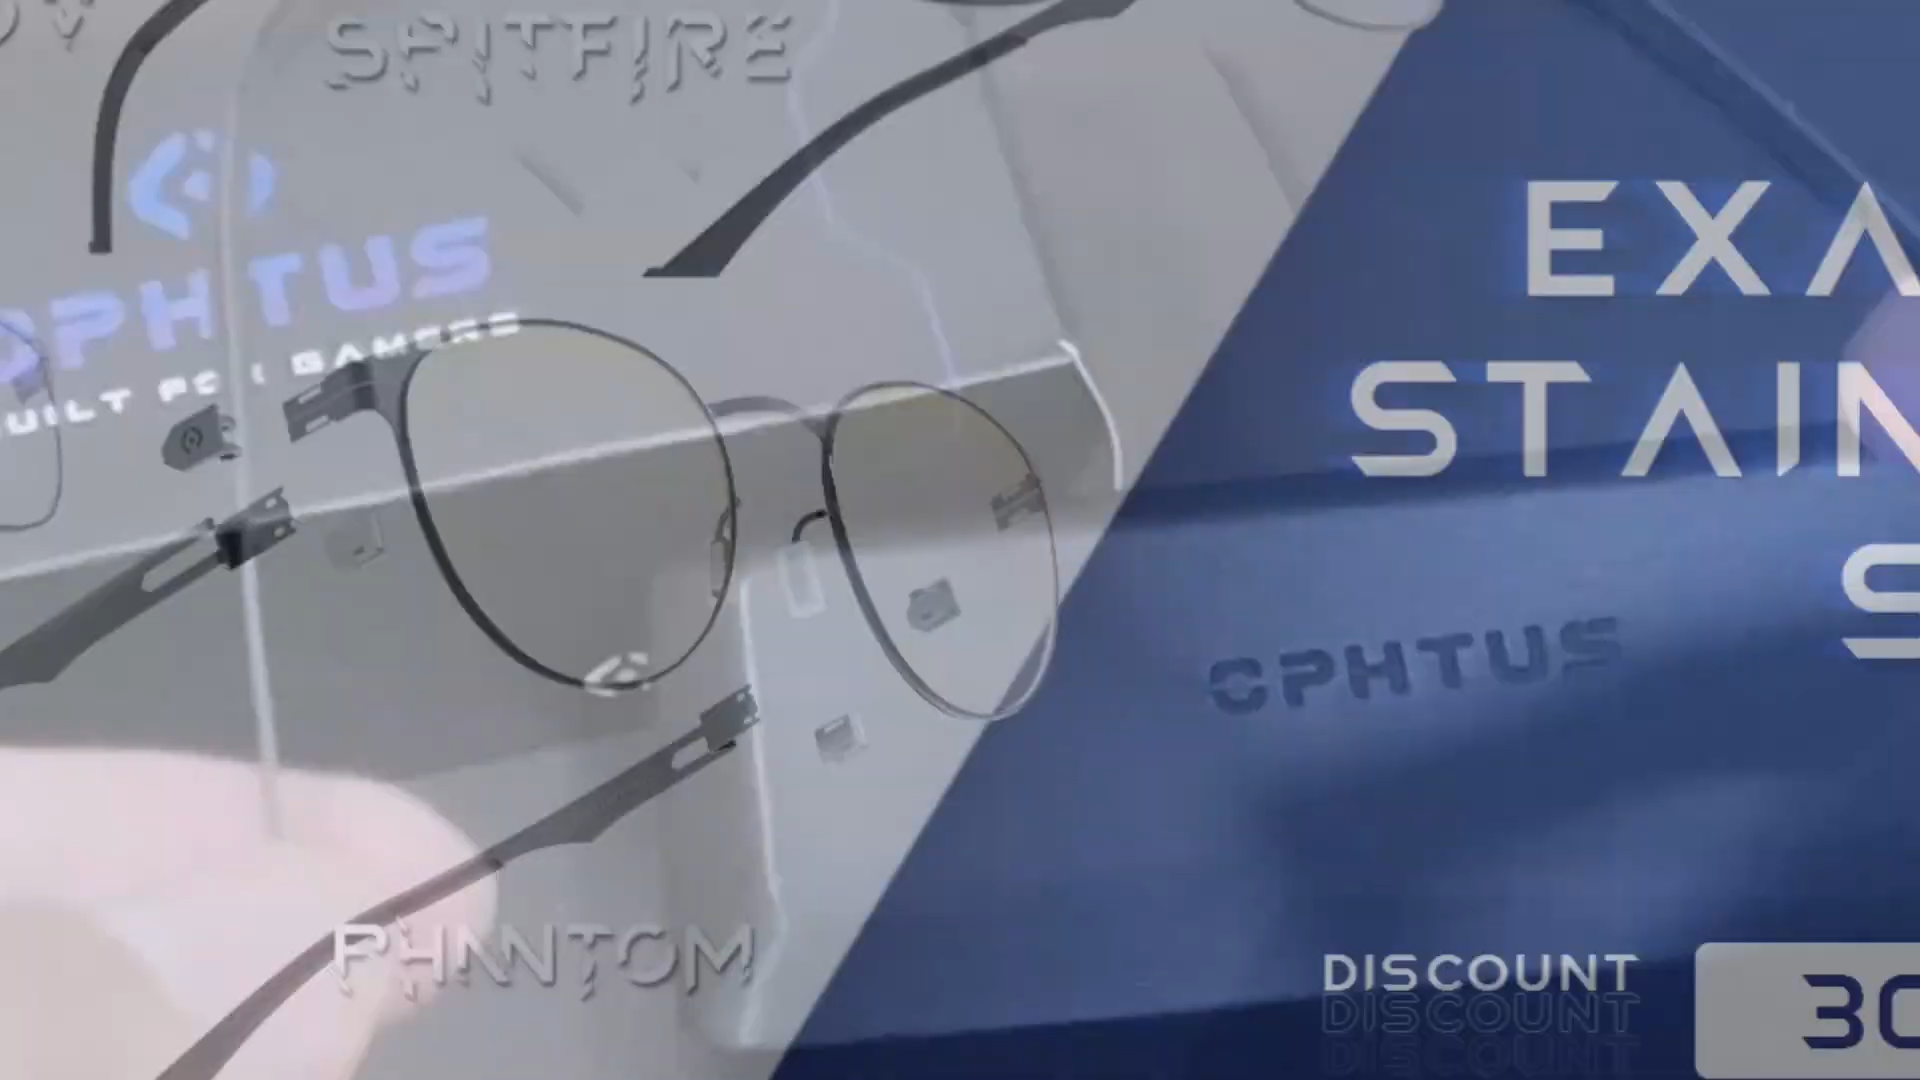 SPITFIRE
OPHTUS
BUILT FOR GAMERS
EXA
STAIN
S
OPHTUS
PHANTOM
DISCOUNT
DISCOUNT
DISCOUNT
30